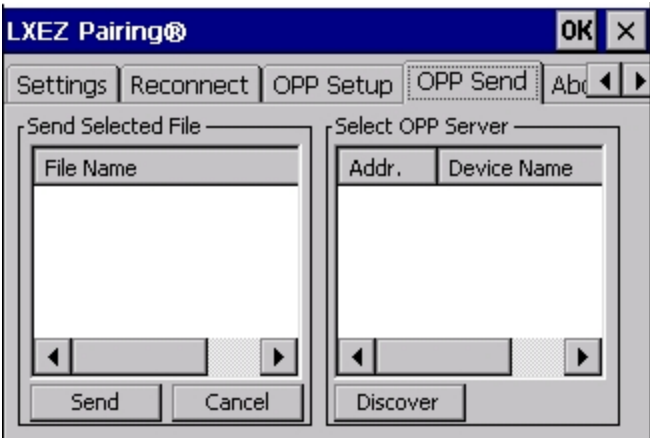 LXEZ Pairing® OK ×
Settings Reconnect OPP Setup OPP Send
Send Selected File
File Name
Send Cancel
Select OPP Server
Addr. Device Name
Discover